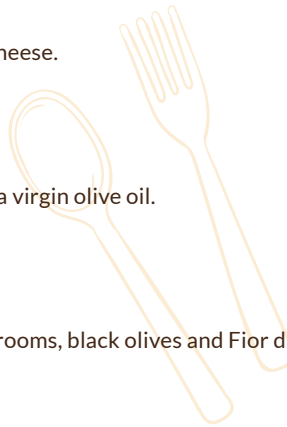 heese.
a virgin olive oil.
rooms, black olives and Fior d